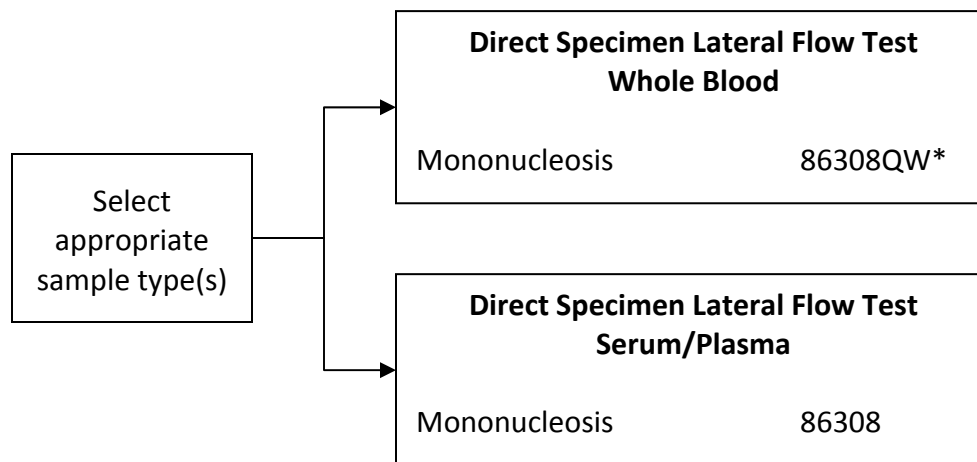 Select
appropriate
sample type(s)
Direct Specimen Lateral Flow Test
Whole Blood
Mononucleosis 86308QW*
Direct Specimen Lateral Flow Test
Serum/Plasma
Mononucleosis 86308